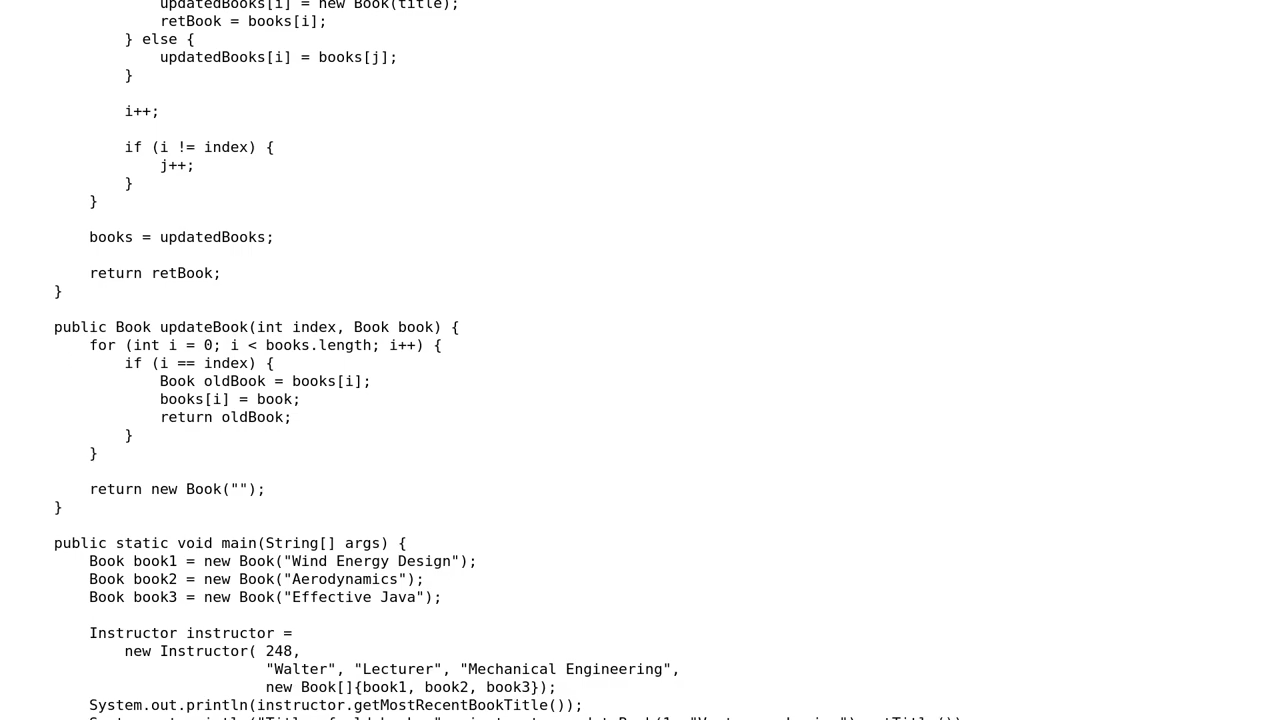 updatedBooks[i] = new Book(title);
retBook = books[i];
} else {
updatedBooks[i] = books[j];
}
i++;
if (i != index) {
j++;
}
}
books = updatedBooks;
return retBook;
}
public Book updateBook(int index, Book book) {
for (int i = 0; i < books.length; i++) {
if (i == index) {
Book oldBook = books[i];
books[i] = book;
return oldBook;
}
}
return new Book("");
}
public static void main(String[] args) {
Book book1 = new Book("Wind Energy Design");
Book book2 = new Book("Aerodynamics");
Book book3 = new Book("Effective Java");
Instructor instructor =
new Instructor( 248,
"Walter", "Lecturer", "Mechanical Engineering",
new Book[]{book1, book2, book3});
System.out.println(instructor.getMostRecentBookTitle());